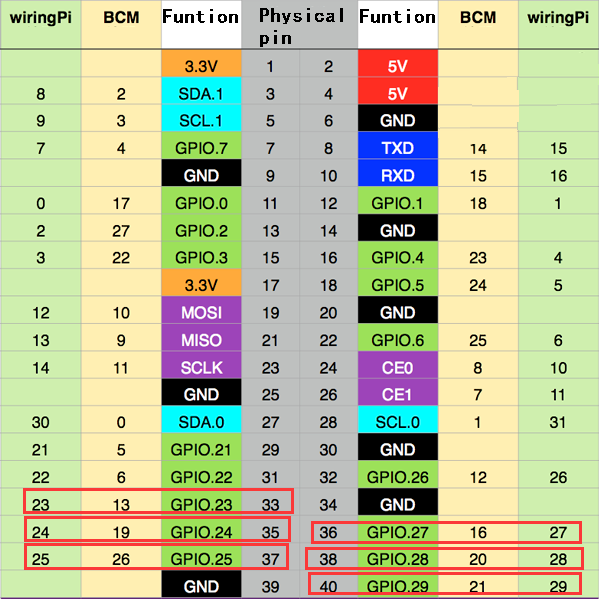 wiringPi BCM Funtion Physical pin Funtion BCM wiringPi
3.3V 1 2 5V
8 2 SDA.1 3 4 5V
9 3 SCL.1 5 6 GND
7 4 GPIO.7 7 8 TXD 14 15
GND 9 10 RXD 15 16
0 17 GPIO.0 11 12 GPIO.1 18 1
2 27 GPIO.2 13 14 GND
3 22 GPIO.3 15 16 GPIO.4 23 4
3.3V 17 18 GPIO.5 24 5
12 10 MOSI 19 20 GND
13 9 MISO 21 22 GPIO.6 25 6
14 11 SCLK 23 24 CE0 8 10
GND 25 26 CE1 7 11
30 0 SDA.0 27 28 SCL.0 1 31
21 5 GPIO.21 29 30 GND
22 6 GPIO.22 31 32 GPIO.26 12 26
23 13 GPIO.23 33 34 GND
24 19 GPIO.24 35 36 GPIO.27 16 27
25 26 GPIO.25 37 38 GPIO.28 20 28
GND 39 40 GPIO.29 21 29